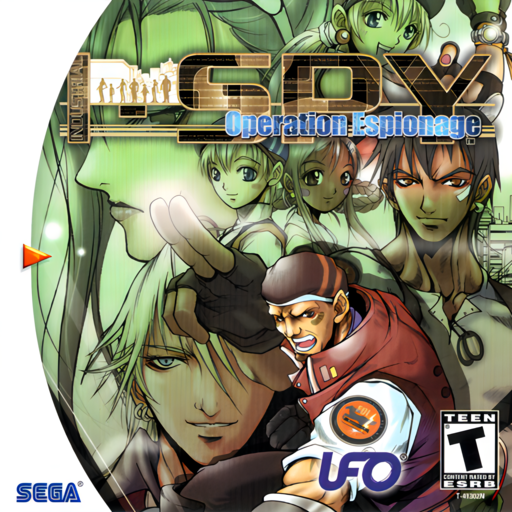 INDUSTRIAL
SPY
Operation Espionage
UFO
SEGA
TEEN
T
CONTENT RATED BY
ESRB
T-41302N